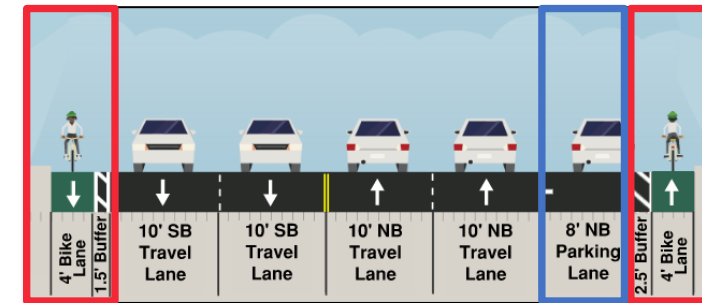 4' Bike
Lane
1.5' Buffer
10' SB
Travel
Lane
10' SB
Travel
Lane
10' NB
Travel
Lane
10' NB
Travel
Lane
8' NB
Parking
Lane
2.5' Buffer
4' Bike
Lane